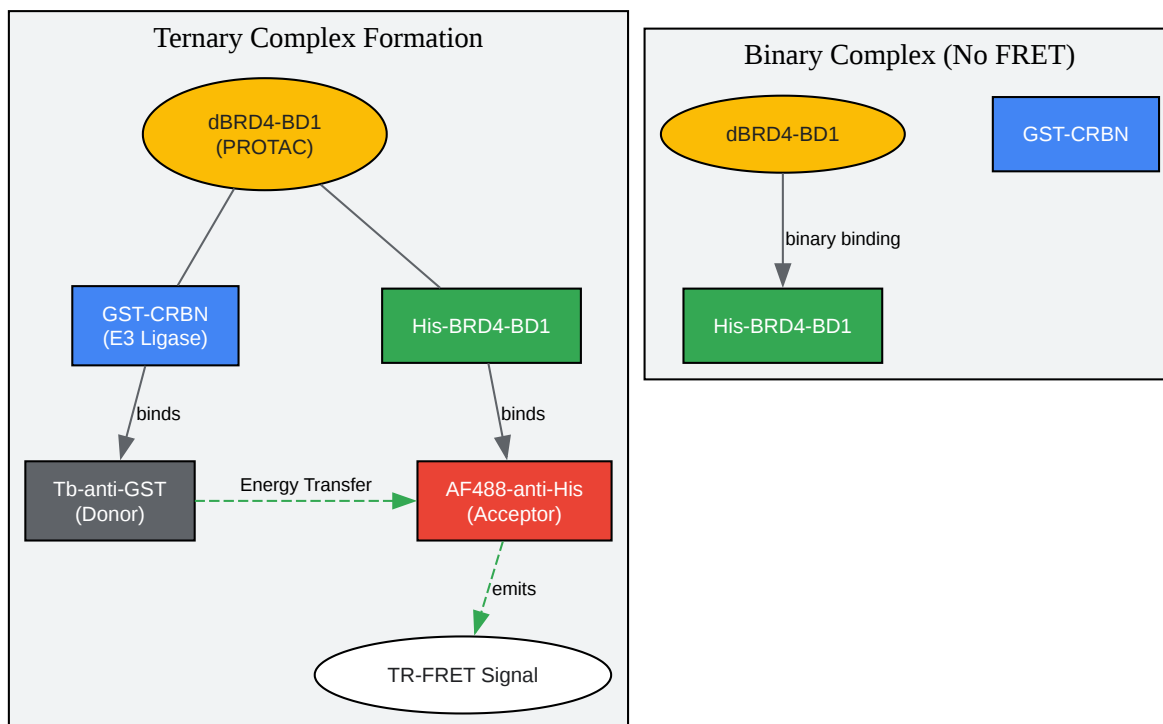 Ternary Complex Formation
dBRD4-BD1
(PROTAC)
GST-CRBN
(E3 Ligase)
His-BRD4-BD1
binds
binds
Tb-anti-GST
(Donor)
Energy Transfer
AF488-anti-His
(Acceptor)
emits
TR-FRET Signal
Binary Complex (No FRET)
dBRD4-BD1
GST-CRBN
binary binding
His-BRD4-BD1